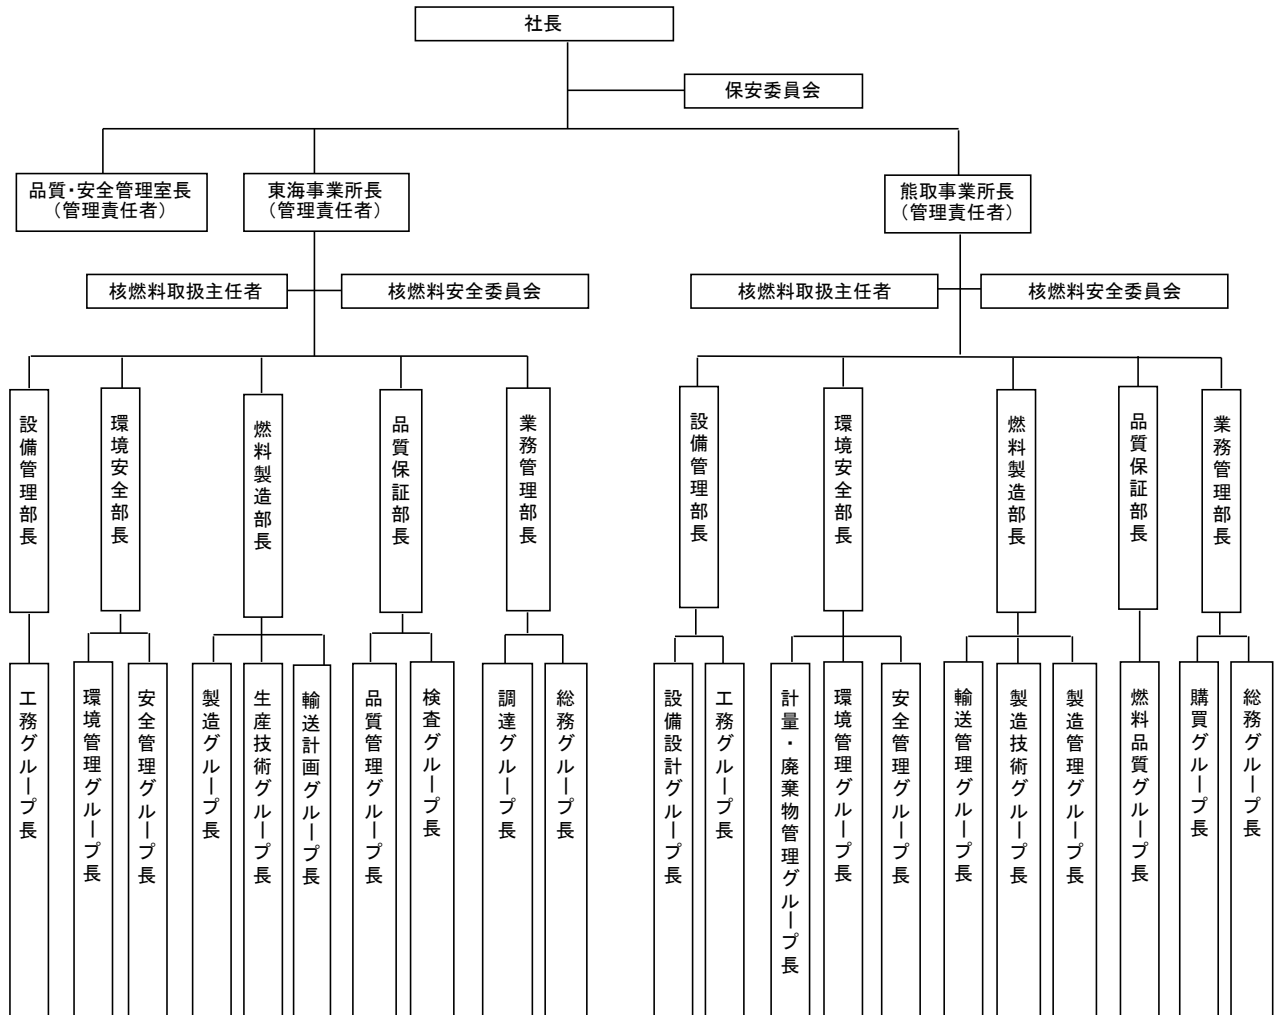 社長
保安委員会
品質・安全管理室長
（管理責任者）
東海事業所長
（管理責任者）
熊取事業所長
（管理責任者）
核燃料取扱主任者
核燃料安全委員会
核燃料取扱主任者
核燃料安全委員会
設備管理部長
環境安全部長
燃料製造部長
品質保証部長
業務管理部長
設備管理部長
環境安全部長
燃料製造部長
品質保証部長
業務管理部長
工務グループ長
環境管理グループ長
安全管理グループ長
製造グループ長
生産技術グループ長
輸送計画グループ長
品質管理グループ長
検査グループ長
調達グループ長
総務グループ長
設備設計グループ長
工務グループ長
計量・廃棄物管理グループ長
環境管理グループ長
安全管理グループ長
輸送管理グループ長
製造技術グループ長
製造管理グループ長
燃料品質グループ長
購買グループ長
総務グループ長